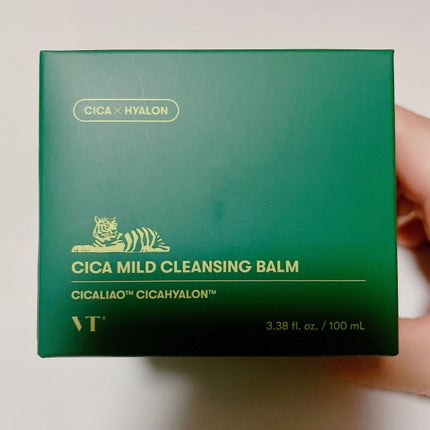 CICA × HYALON
CICA MILD CLEANSING BALM
CICALIAO™ CICAHYALON™
VT®
3.38 fl. oz. / 100 mL